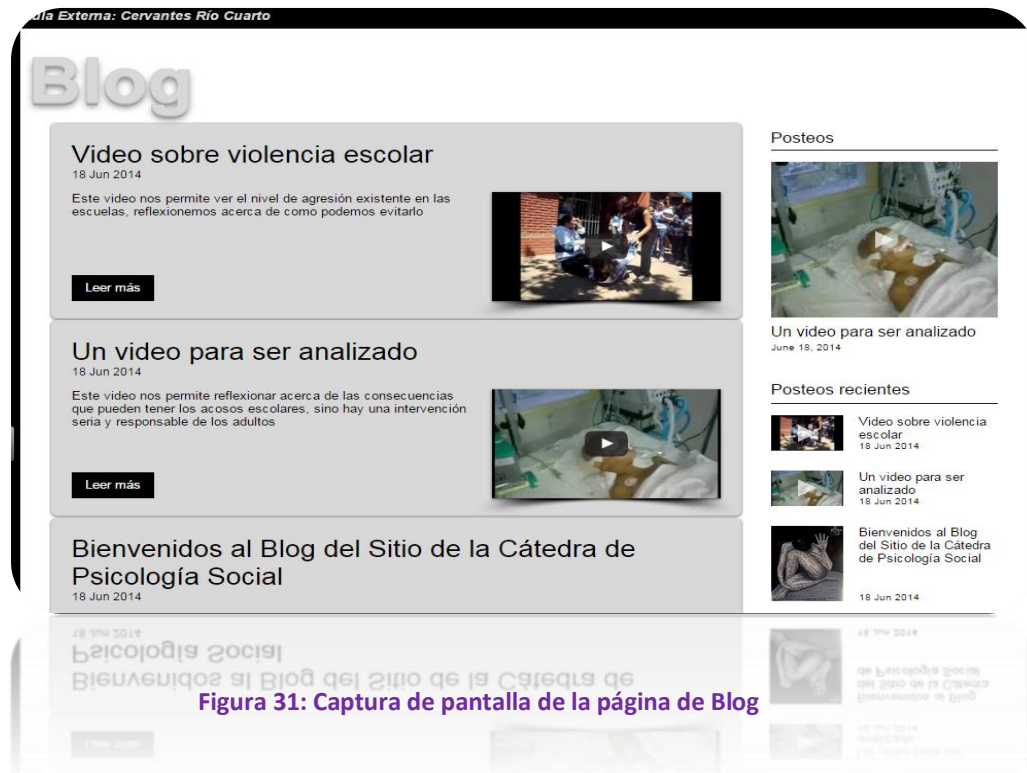 ula Externa: Cervantes Río Cuarto
Blog
Video sobre violencia escolar
18 Jun 2014
Este video nos permite ver el nivel de agresión existente en las
escuelas, reflexionemos acerca de como podemos evitarlo
Leer más
Un video para ser analizado
18 Jun 2014
Este video nos permite reflexionar acerca de las consecuencias
que pueden tener los acosos escolares, sino hay una intervención
seria y responsable de los adultos
Leer más
Bienvenidos al Blog del Sitio de la Cátedra de
Psicología Social
18 Jun 2014
Posteos
Un video para ser analizado
June 18, 2014
Posteos recientes
Video sobre violencia
escolar
18 Jun 2014
Un video para ser
analizado
18 Jun 2014
Bienvenidos al Blog
del Sitio de la Cátedra
de Psicología Social
18 Jun 2014
Figura 31: Captura de pantalla de la página de Blog